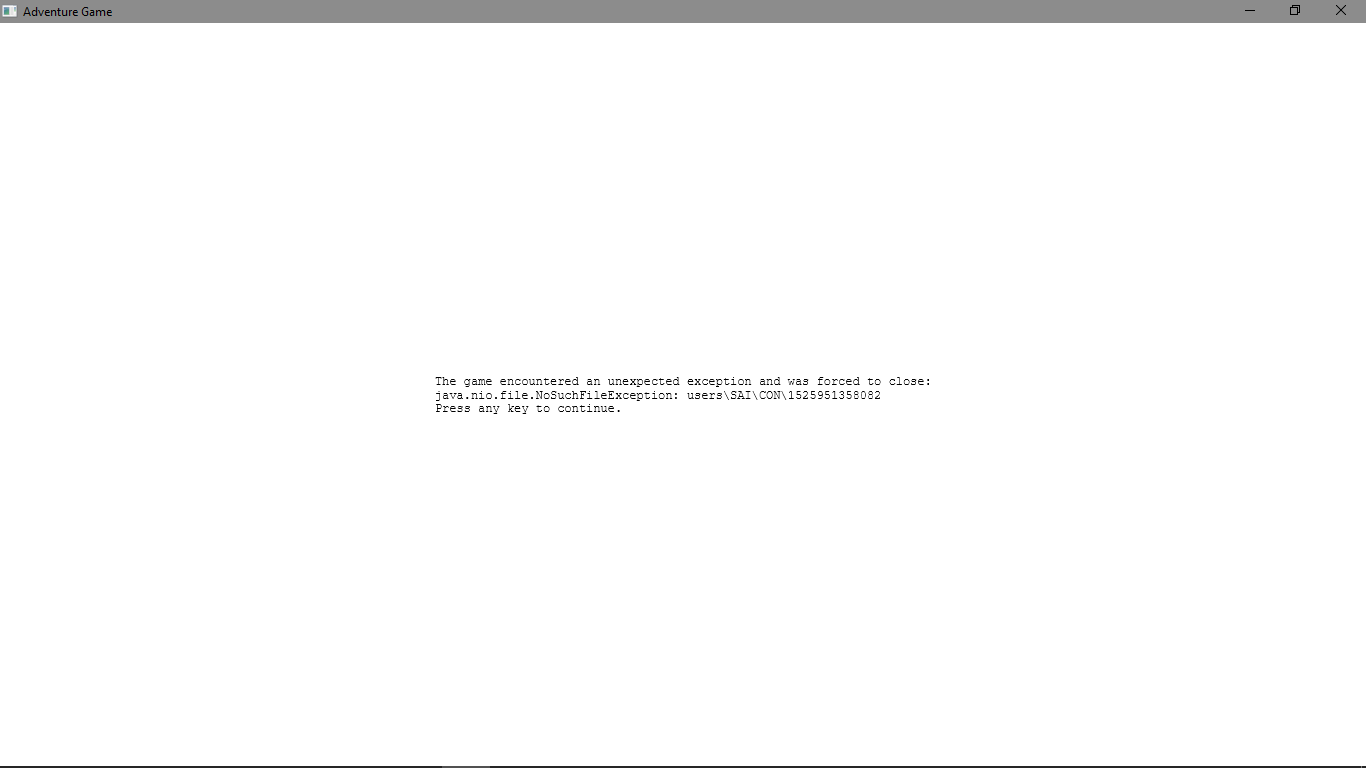 Adventure Game
The game encountered an unexpected exception and was forced to close:
java.nio.file.NoSuchFileException: users\SAI\CON\1525951358082
Press any key to continue.